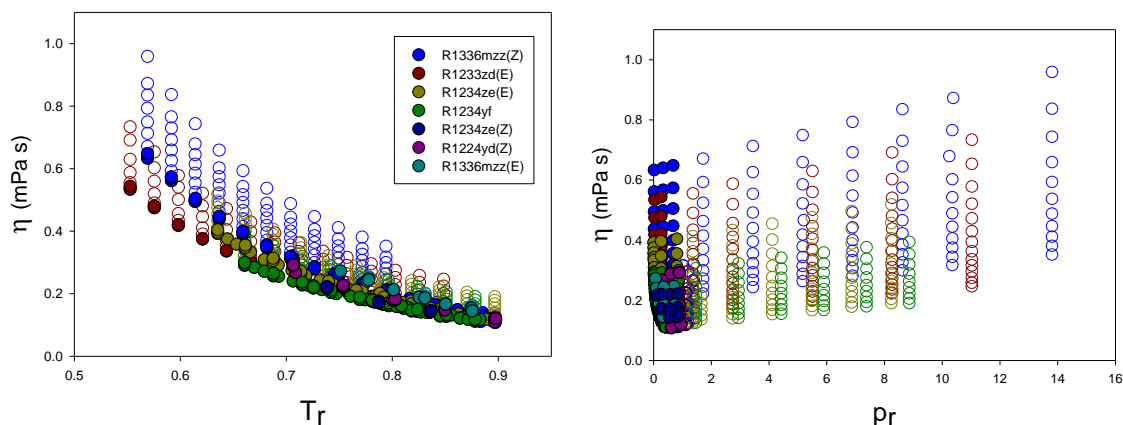 η (mPa s)
1.0
0.8
0.6
0.4
0.2
0.0
R1336mzz(Z)
R1233zd(E)
R1234ze(E)
R1234yf
R1234ze(Z)
R1224yd(Z)
R1336mzz(E)
0.5 0.6 0.7 0.8 0.9
Tr
η (mPa s)
1.0
0.8
0.6
0.4
0.2
0.0
0 2 4 6 8 10 12 14 16
pr